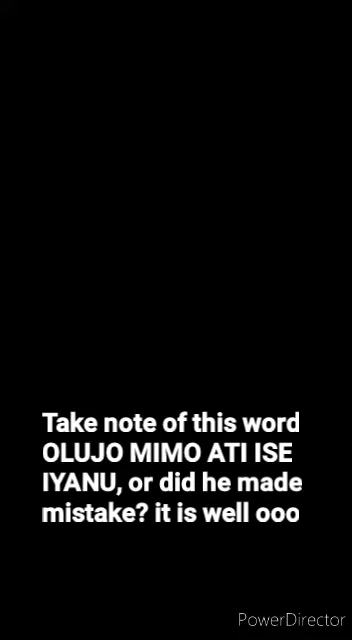 Take note of this word
OLUJO MIMO ATI ISE
IYANU, or did he made
mistake? it is well ooo
PowerDirector